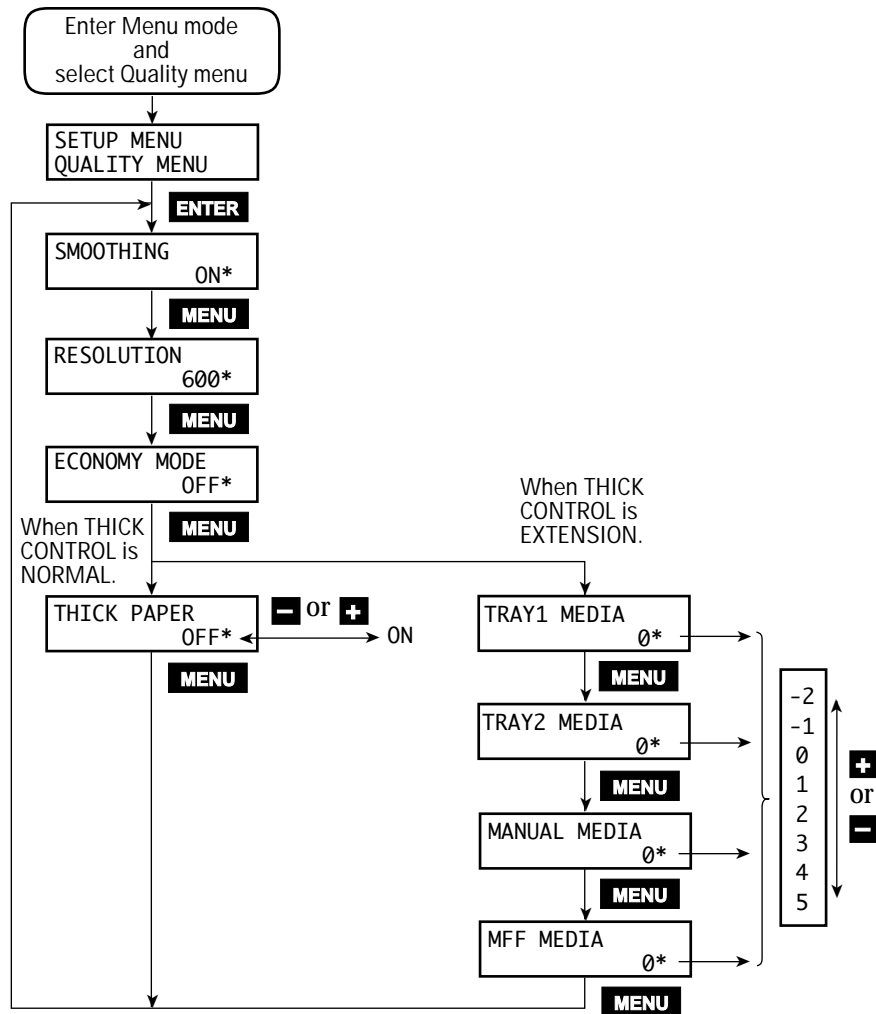 Enter Menu mode
and
select Quality menu
SETUP MENU
QUALITY MENU
ENTER
SMOOTHING
ON*
MENU
RESOLUTION
600*
MENU
ECONOMY MODE
OFF*
MENU
When THICK
CONTROL is
NORMAL.
When THICK
CONTROL is
EXTENSION.
THICK PAPER
OFF*
- or +
ON
MENU
TRAY1 MEDIA
0*
MENU
TRAY2 MEDIA
0*
MENU
MANUAL MEDIA
0*
MENU
MFF MEDIA
0*
MENU
-2
-1
0
1
2
3
4
5
+
or
-